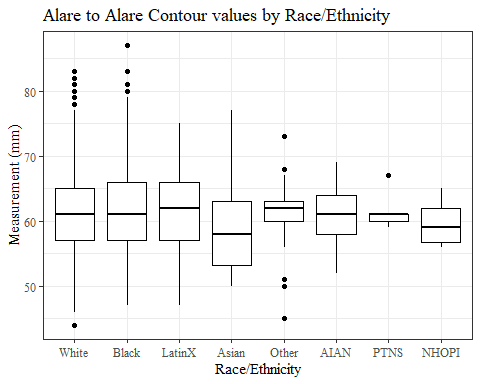 Alare to Alare Contour values by Race/Ethnicity
Measurement (mm)
80
70
60
50
White Black LatinX Asian Other AIAN PTNS NHOPI
Race/Ethnicity